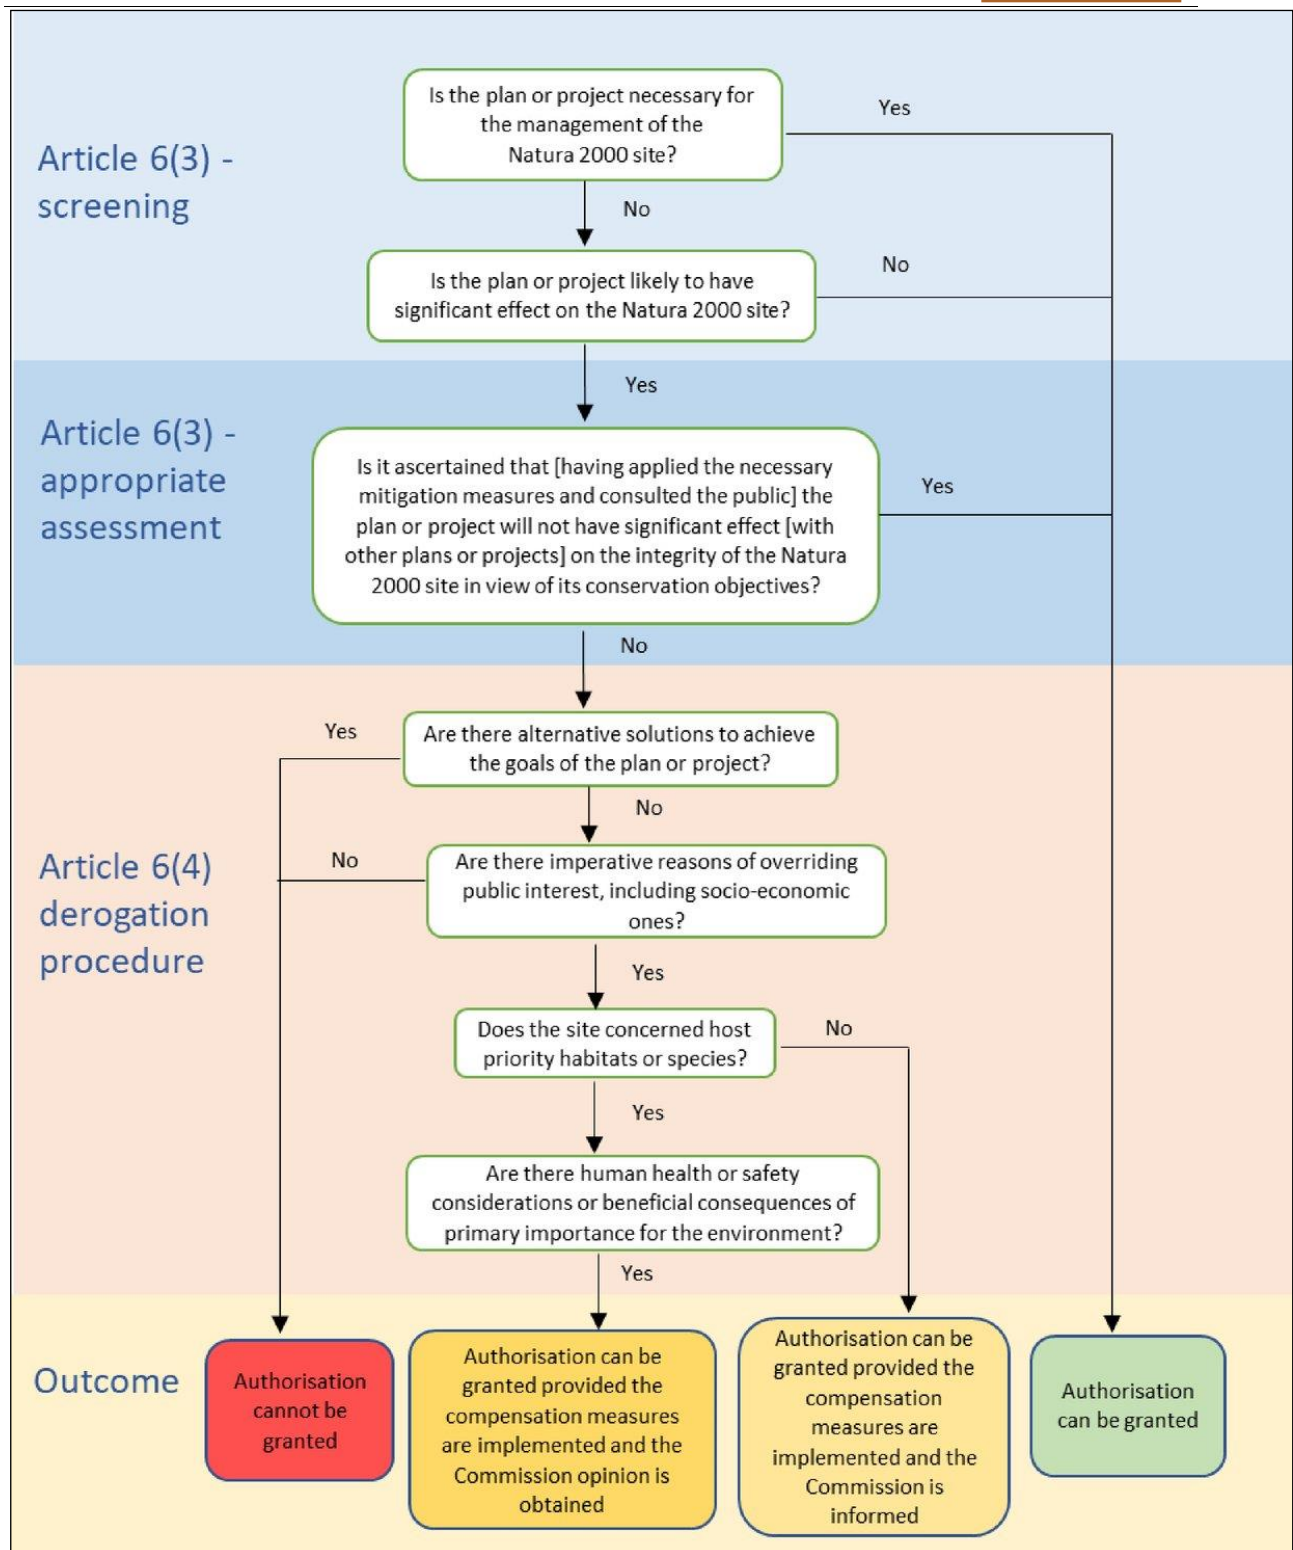 Is the plan or project necessary for
the management of the
Natura 2000 site?
Yes
Article 6(3) -
screening
No
Is the plan or project likely to have
significant effect on the Natura 2000 site?
No
Yes
Article 6(3) -
appropriate
assessment
Is it ascertained that [having applied the necessary
mitigation measures and consulted the public] the
plan or project will not have significant effect [with
other plans or projects] on the integrity of the Natura
2000 site in view of its conservation objectives?
Yes
No
Are there alternative solutions to achieve
the goals of the plan or project?
Yes
No
Article 6(4)
derogation
procedure
Are there imperative reasons of overriding
public interest, including socio-economic
ones?
No
Yes
Does the site concerned host
priority habitats or species?
No
Yes
Are there human health or safety
considerations or beneficial consequences of
primary importance for the environment?
Yes
Outcome
Authorisation
cannot be
granted
Authorisation can be
granted provided the
compensation measures
are implemented and the
Commission opinion is
obtained
Authorisation can be
granted provided the
compensation
measures are
implemented and the
Commission is
informed
Authorisation
can be granted